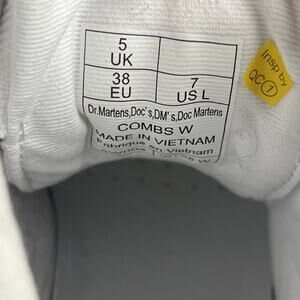 5
UK
38
EU
7
US L
Dr.Martens,Doc's,DM's,Doc Martens
COMBS W
MADE IN VIETNAM
Fabriqué en Vietnam
Insp by
QC 1